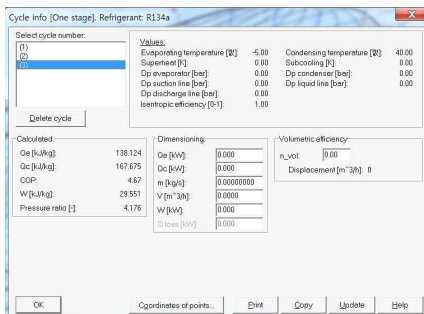 Cycle info [One stage]. Refrigerant: R134a
X
Select cycle number:
(1)
(2)
(3)
Delete cycle
Values:
Evaporating temperature [캜]: -5.00 Condensing temperature [캜]: 40.00
Superheat [K]: 0.00 Subcooling [K]: 0.00
Dp evaporator [bar]: 0.00 Dp condenser [bar]: 0.00
Dp suction line [bar]: 0.00 Dp liquid line [bar]: 0.00
Dp discharge line [bar]: 0.00
Isentropic efficiency [0-1]: 1.00
Calculated:
Qe [kJ/kg]: 138.124
Qc [kJ/kg]: 167.675
COP: 4.67
W [kJ/kg]: 29.551
Pressure ratio [-]: 4.176
Dimensioning:
Qe [kW]: 0.000
Qc [kW]: 0.000
m [kg/s]: 0.00000000
V [m^3/h]: 0.0000
W [kW]: 0.000
Q loss [kW]: 0.000
Volumetric efficiency
n_vol: 0.00
Displacement [m^3/h]: 0
OK
Coordinates of points...
Print
Copy
Update
Help